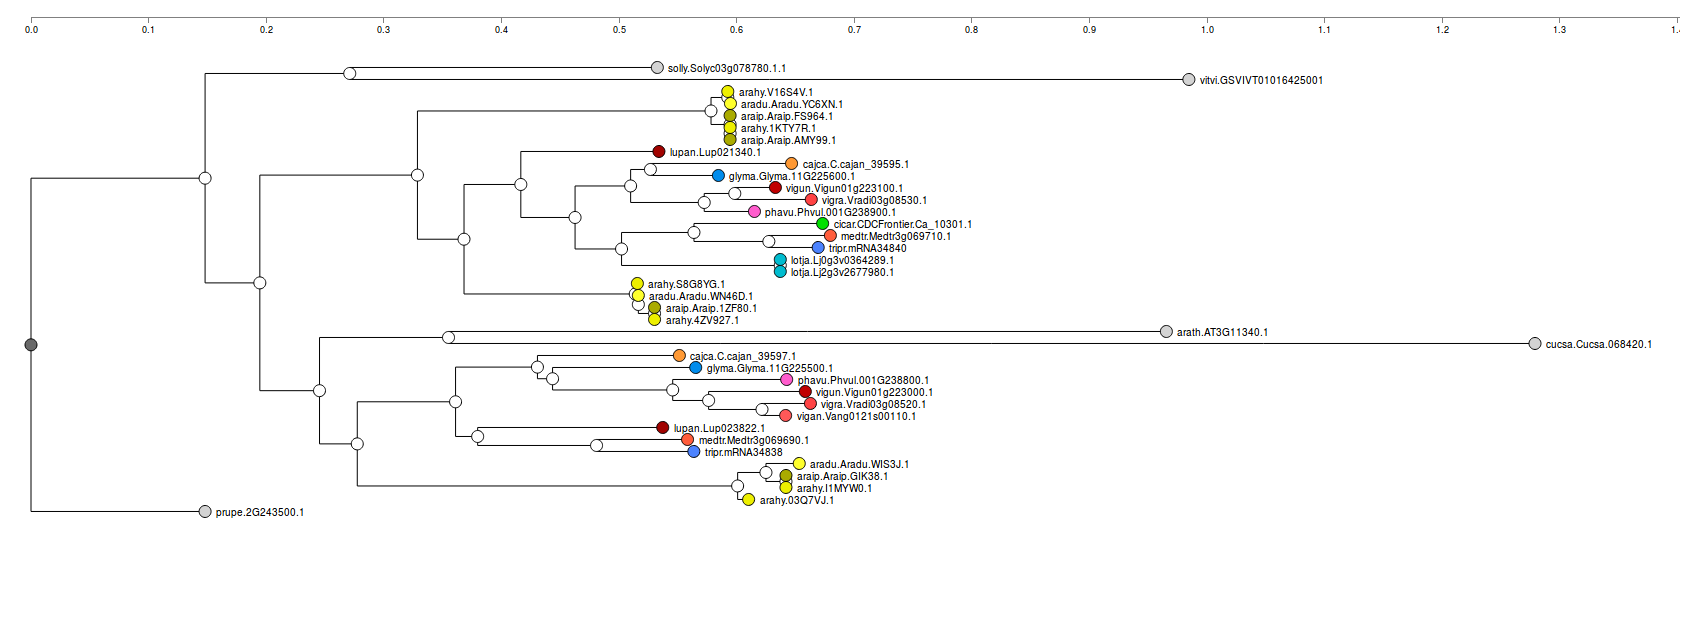 0.0 0.1 0.2 0.3 0.4 0.5 0.6 0.7 0.8 0.9 1.0 1.1 1.2 1.3 1.
solly.Solyc03g078780.1.1
vitvi.GSVIVT01016425001
arahy.V16S4V.1
aradu.Aradu.YC6XN.1
araip.Araip.FS964.1
arahy.1KTY7R.1
araip.Araip.AMY99.1
lupan.Lup021340.1
cajca.C.cajan_39595.1
glyma.Glyma.11G225600.1
vigun.Vigun01g223100.1
vigra.Vradi03g08530.1
phavu.Phvul.001G238900.1
cicar.CDCFrontier.Ca_10301.1
medtr.Medtr3g069710.1
tripr.mRNA34840
lotja.Lj0g3v0364289.1
lotja.Lj2g3v2677980.1
arahy.S8G8YG.1
aradu.Aradu.WN46D.1
araip.Araip.1ZF80.1
arahy.4ZV927.1
arath.AT3G11340.1
cucsa.Cucsa.068420.1
cajca.C.cajan_39597.1
glyma.Glyma.11G225500.1
phavu.Phvul.001G238800.1
vigun.Vigun01g223000.1
vigra.Vradi03g08520.1
vigan.Vang0121s00110.1
lupan.Lup023822.1
medtr.Medtr3g069690.1
tripr.mRNA34838
aradu.Aradu.WIS3J.1
araip.Araip.GIK38.1
arahy.I1MYW0.1
arahy.03Q7VJ.1
prupe.2G243500.1